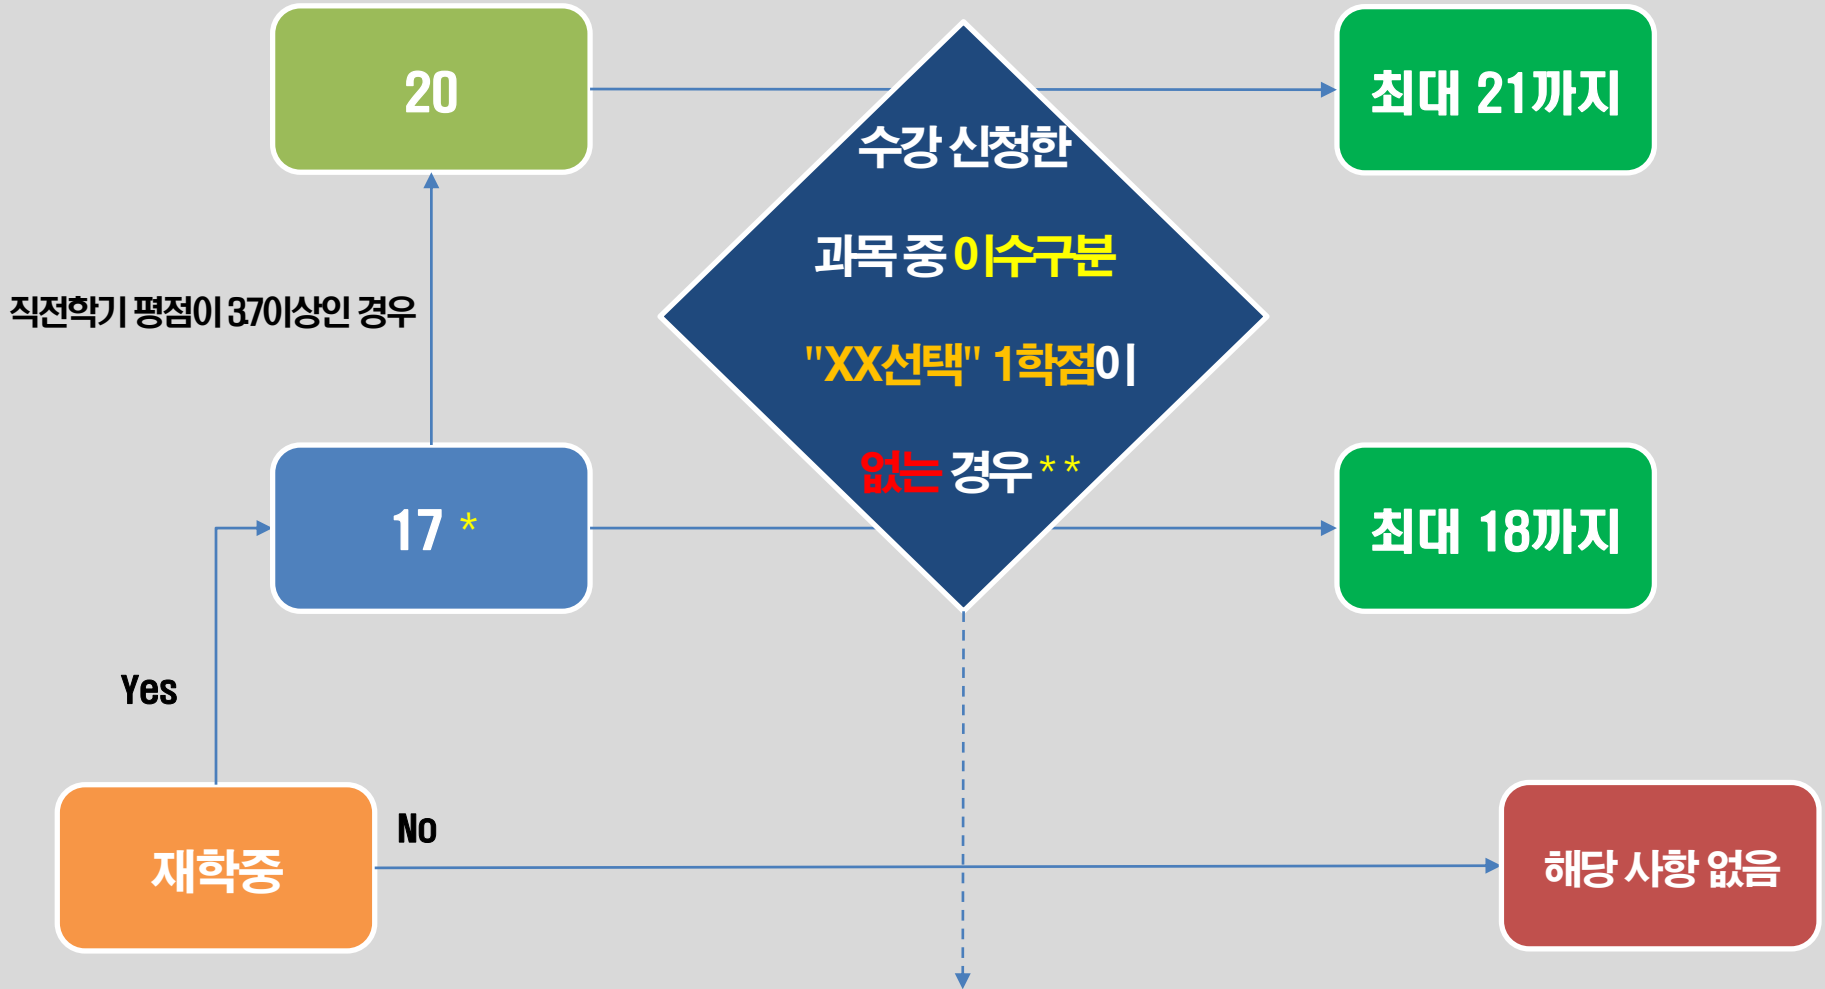 20
최대 21까지
수강 신청한
과목 중 이수구분
"XX선택" 1학점이
없는 경우 **
직전학기 평점이 3.7이상인 경우
17 *
최대 18까지
Yes
No
재학중
해당 사항 없음